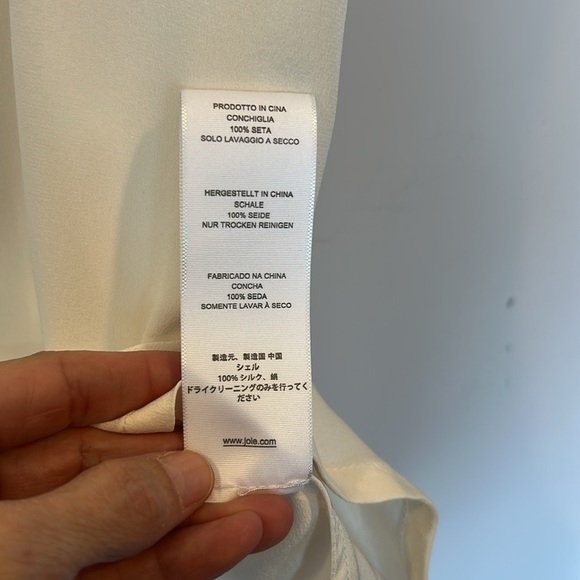 PRODOTTO IN CINA
CONCHIGLIA
100% SETA
SOLO LAVAGGIO A SECCO
HERGESTELLT IN CHINA
SCHALE
100% SEIDE
NUR TROCKEN REINIGEN
FABRICADO NA CHINA
CONCHA
100% SEDA
SOMENTE LAVAR À SECO
製造元、製造国 中国
シェル
100% シルク、絹
ドライクリーニングのみを行ってく
ださい
www.joie.com